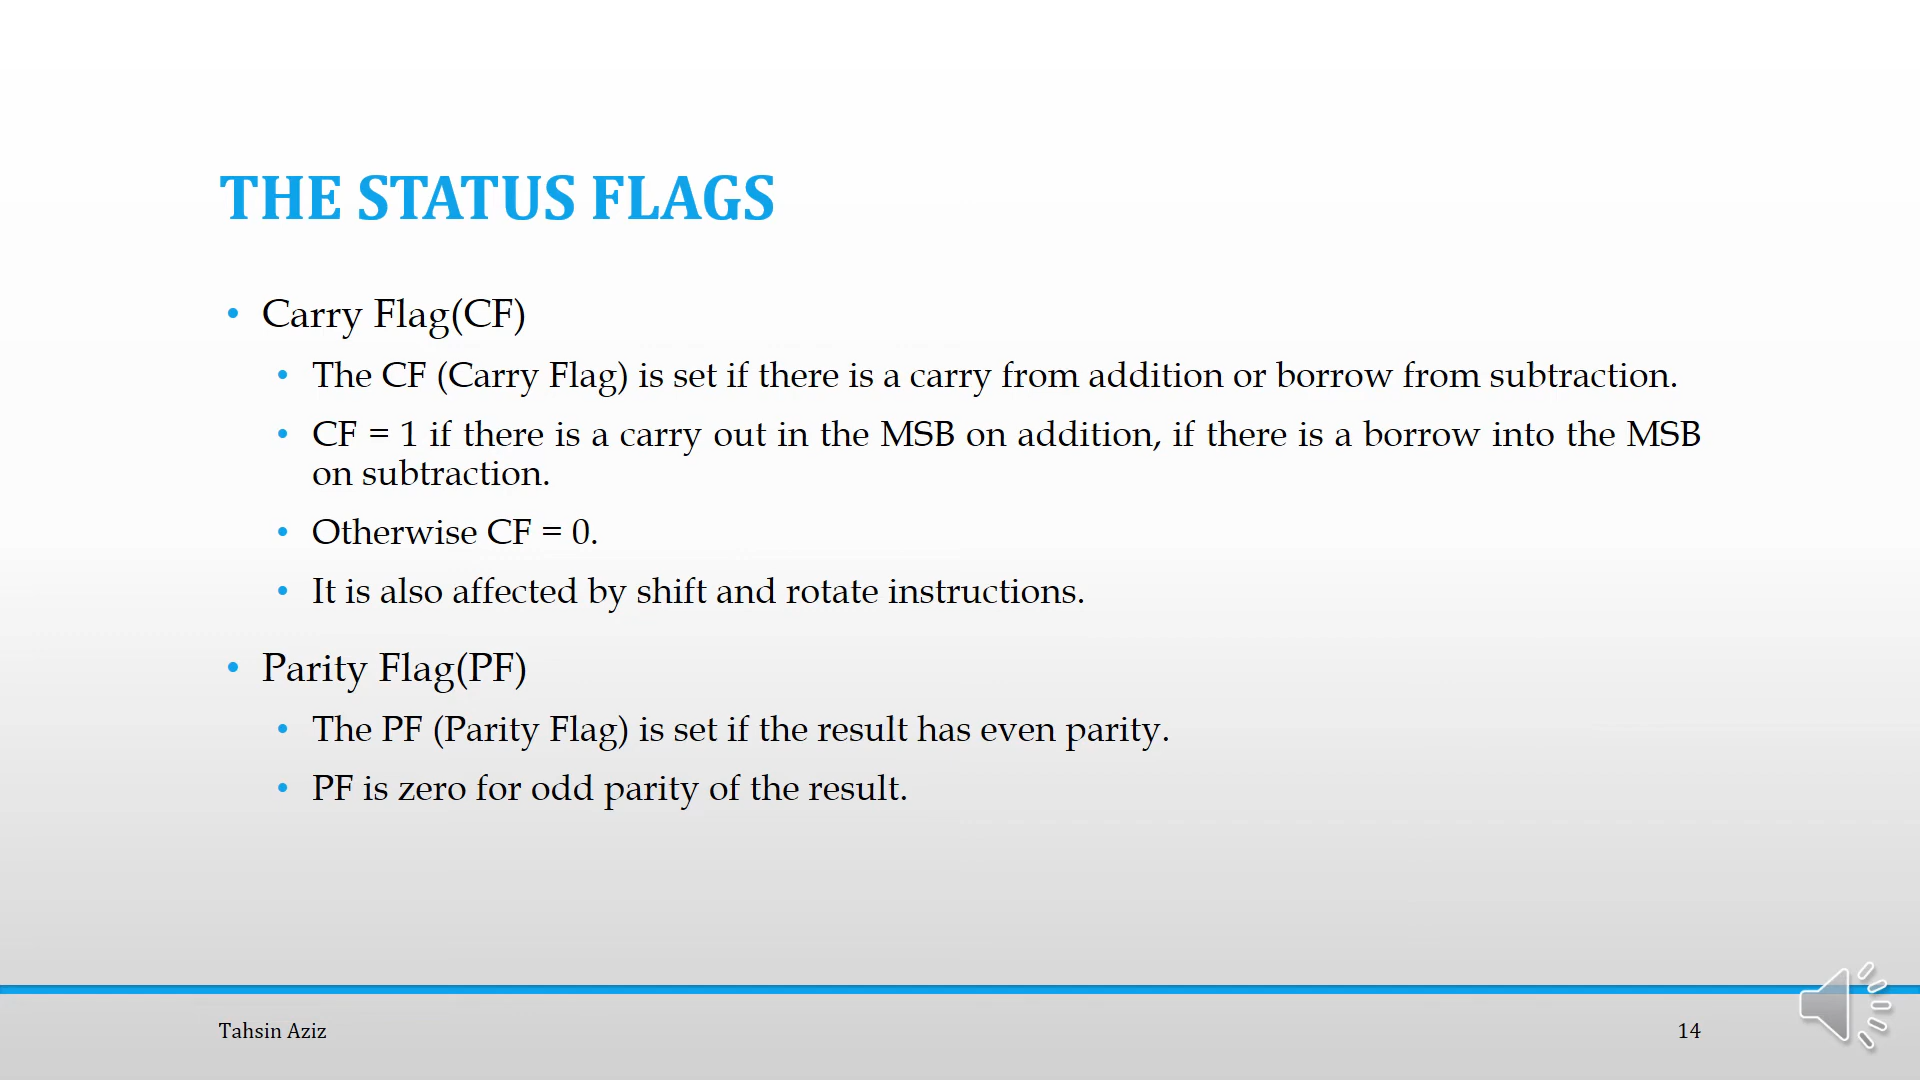 THE STATUS FLAGS
• Carry Flag(CF)
• The CF (Carry Flag) is set if there is a carry from addition or borrow from subtraction.
• CF = 1 if there is a carry out in the MSB on addition, if there is a borrow into the MSB
on subtraction.
• Otherwise CF = 0.
• It is also affected by shift and rotate instructions.
• Parity Flag(PF)
• The PF (Parity Flag) is set if the result has even parity.
• PF is zero for odd parity of the result.
Tahsin Aziz
14